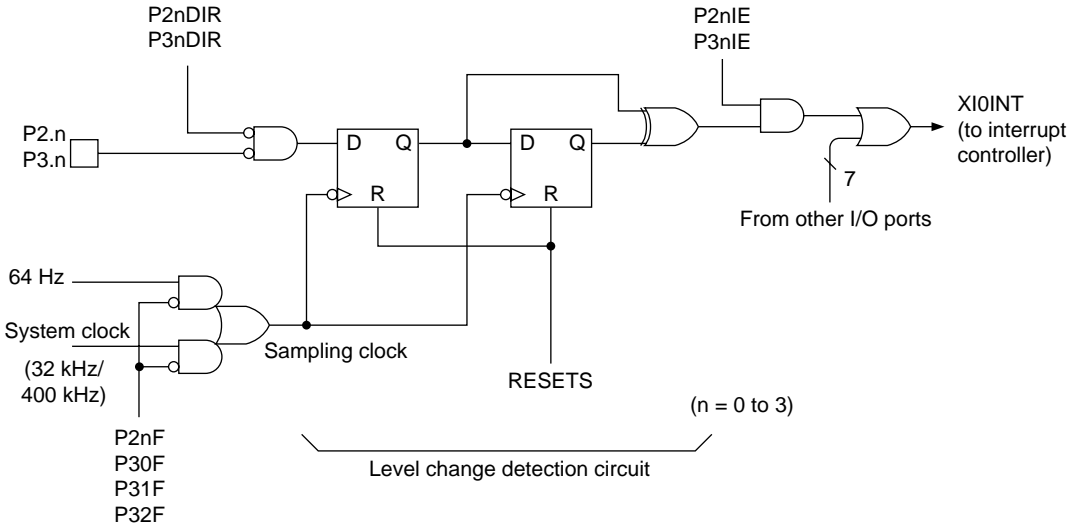 P2nDIR
P3nDIR
P2nIE
P3nIE
P2.n
P3.n
D Q
R
D Q
R
XI0INT
(to interrupt
controller)
7
From other I/O ports
64 Hz
System clock
(32 kHz/
400 kHz)
Sampling clock
RESETS
(n = 0 to 3)
P2nF
P30F
P31F
P32F
Level change detection circuit